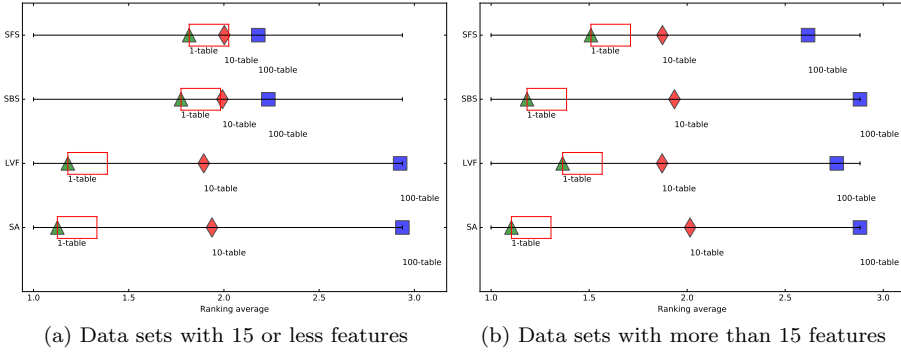 SFS
1-table
10-table
100-table
SBS
1-table
10-table
100-table
LVF
1-table
10-table
100-table
SA
1-table
10-table
100-table
1.0 1.5 2.0 2.5 3.0
Ranking average
(a) Data sets with 15 or less features
SFS
1-table
10-table
100-table
SBS
1-table
10-table
100-table
LVF
1-table
10-table
100-table
SA
1-table
10-table
100-table
1.0 1.5 2.0 2.5 3.0
Ranking average
(b) Data sets with more than 15 features